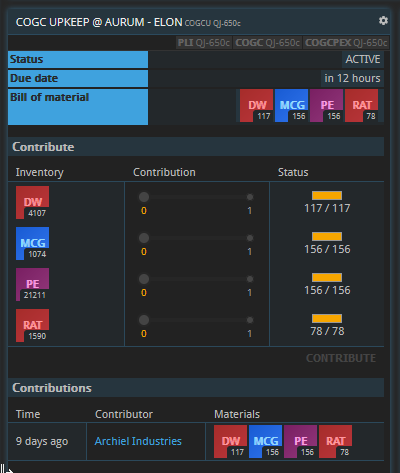 COGC UPKEEP @ AURUM - ELON COGCU QJ-650c
PLI QJ-650c COGC QJ-650c COGCPEX QJ-650c
Status ACTIVE
Due date in 12 hours
Bill of material DW 117 MCG 156 PE 156 RAT 78
Contribute
Inventory Contribution Status
DW 4107 0 1 117 / 117
MCG 1074 0 1 156 / 156
PE 21211 0 1 156 / 156
RAT 1590 0 1 78 / 78
CONTRIBUTE
Contributions
Time Contributor Materials
9 days ago Archiel Industries DW 117 MCG 156 PE 156 RAT 78